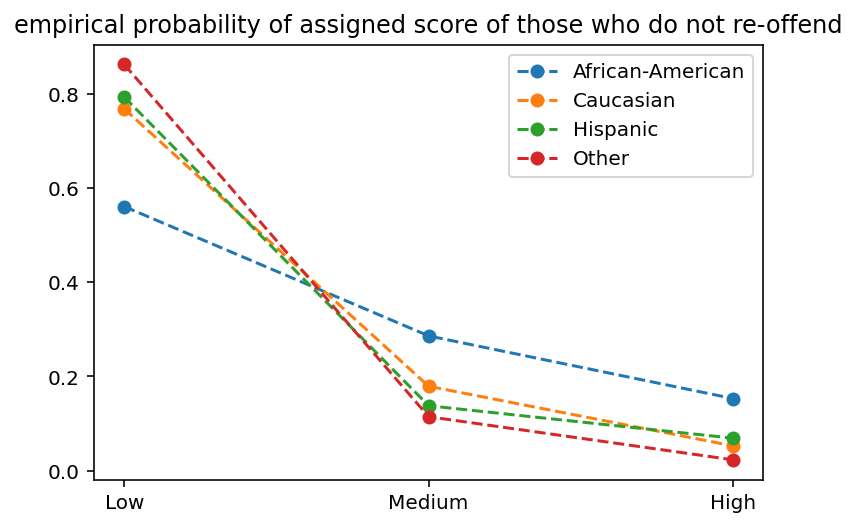 empirical probability of assigned score of those who do not re-offend
African-American
Caucasian
Hispanic
Other
0.8
0.6
0.4
0.2
0.0
Low Medium High